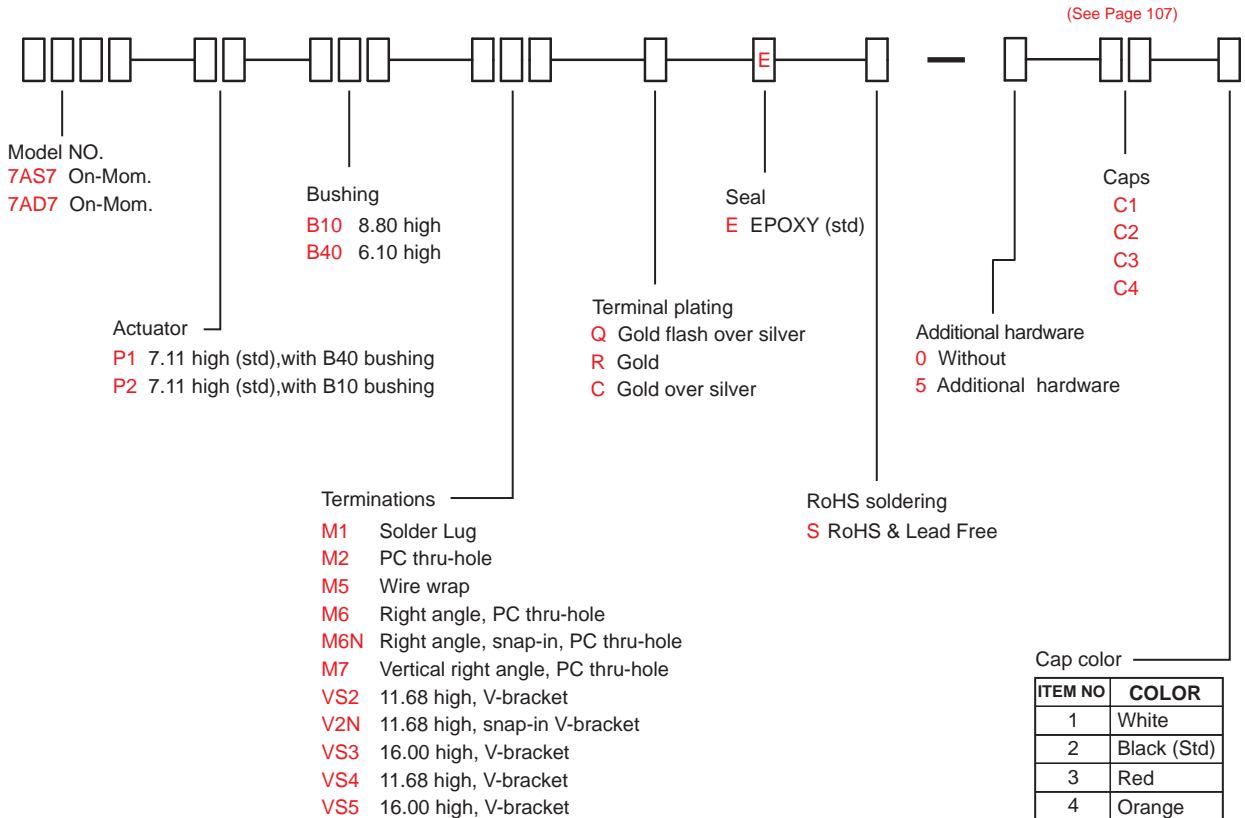 (See Page 107)
E
Model NO.
7AS7 On-Mom.
7AD7 On-Mom.
Bushing
B10 8.80 high
B40 6.10 high
Seal
E EPOXY (std)
Caps
C1
C2
C3
C4
Actuator
P1 7.11 high (std),with B40 bushing
P2 7.11 high (std),with B10 bushing
Terminal plating
Q Gold flash over silver
R Gold
C Gold over silver
Additional hardware
0 Without
5 Additional hardware
Terminations
M1 Solder Lug
M2 PC thru-hole
M5 Wire wrap
M6 Right angle, PC thru-hole
M6N Right angle, snap-in, PC thru-hole
M7 Vertical right angle, PC thru-hole
VS2 11.68 high, V-bracket
V2N 11.68 high, snap-in V-bracket
VS3 16.00 high, V-bracket
VS4 11.68 high, V-bracket
VS5 16.00 high, V-bracket
RoHS soldering
S RoHS & Lead Free
Cap color
ITEM NO COLOR
1 White
2 Black (Std)
3 Red
4 Orange